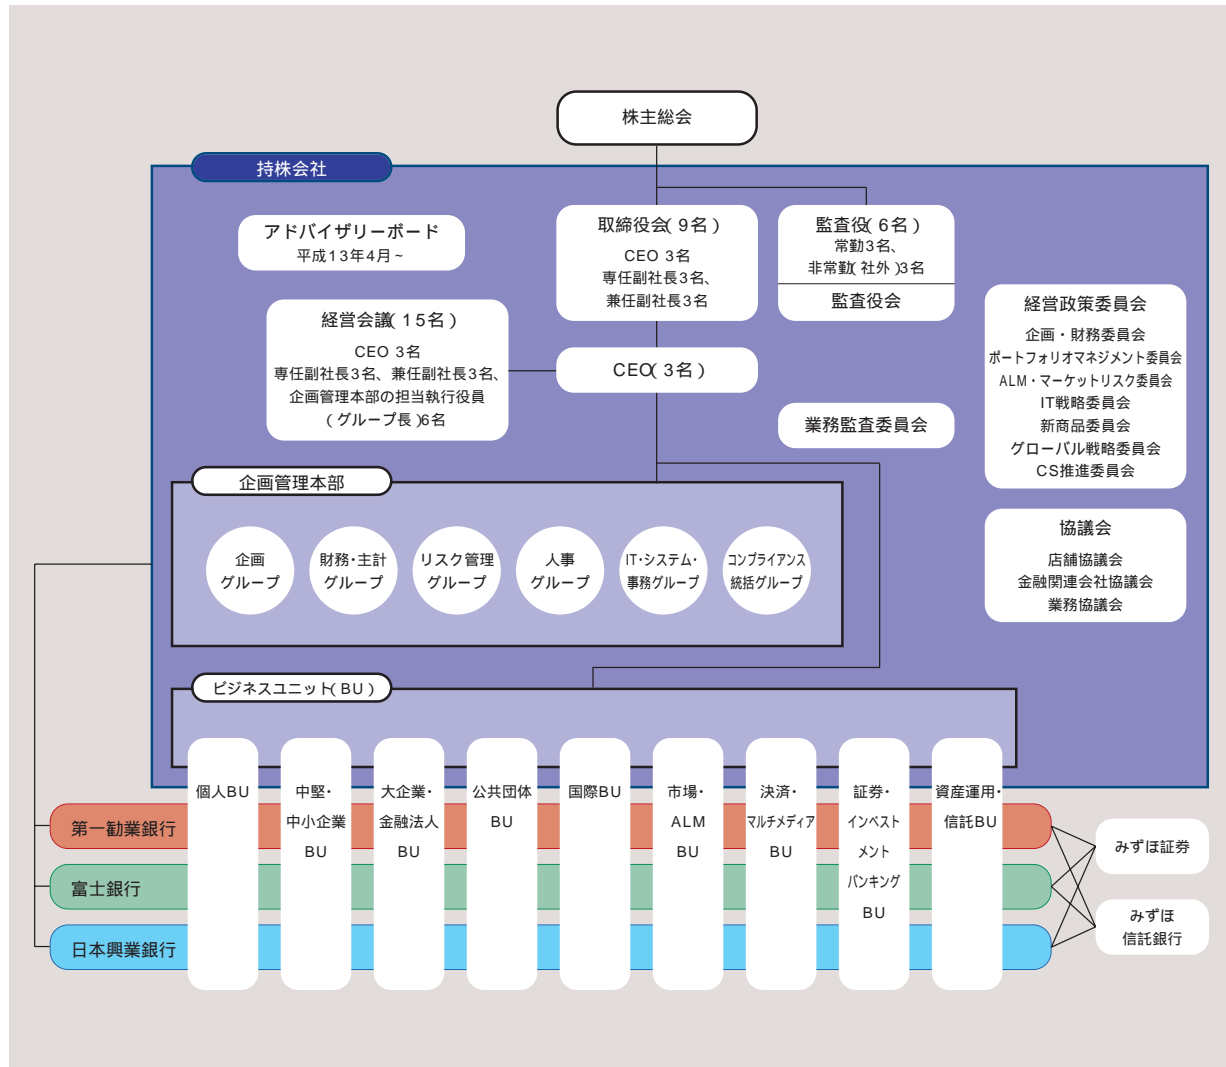 株主総会
持株会社
アドバイザリーボード
平成13年4月~
取締役会(9名)
CEO 3名
専任副社長3名、
兼任副社長3名
監査役(6名)
常勤3名、
非常勤(社外)3名
監査役会
経営会議(15名)
CEO 3名
専任副社長3名、兼任副社長3名、
企画管理本部の担当執行役員
(グループ長)6名
CEO(3名)
業務監査委員会
経営政策委員会
企画・財務委員会
ポートフォリオマネジメント委員会
ALM・マーケットリスク委員会
IT戦略委員会
新商品委員会
グローバル戦略委員会
CS推進委員会
協議会
店舗協議会
金融関連会社協議会
業務協議会
企画管理本部
企画
グループ
財務・主計
グループ
リスク管理
グループ
人事
グループ
IT・システム・
事務グループ
コンプライアンス
統括グループ
ビジネスユニット(BU)
個人BU
中堅・
中小企業
BU
大企業・
金融法人
BU
公共団体
BU
国際BU
市場・
ALM
BU
決済・
マルチメディア
BU
証券・
インベスト
メント
バンキング
BU
資産運用・
信託BU
第一勧業銀行
富士銀行
日本興業銀行
みずほ証券
みずほ
信託銀行